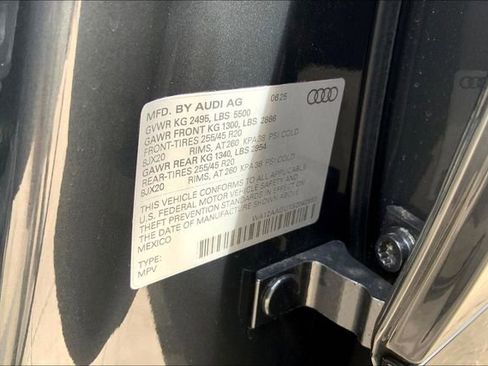 MFD. BY AUDI AG 0625
GVWR KG 2495, LBS 5500
GAWR FRONT KG 1300, LBS 2866
FRONT-TIRES 255/45 R20
8JX20 RIMS, AT 260 KPA38 PSI COLD
GAWR REAR KG 1340, LBS 2954
REAR-TIRES 255/45 R20
8JX20 RIMS, AT 260 KPA38 PSI COLD
THIS VEHICLE CONFORMS TO ALL APPLICABLE
U.S. FEDERAL MOTOR VEHICLE SAFETY AND
THEFT PREVENTION STANDARDS IN EFFECT ON
THE DATE OF MANUFACTURE SHOWN ABOVE.
MEXICO
TYPE:
MPV